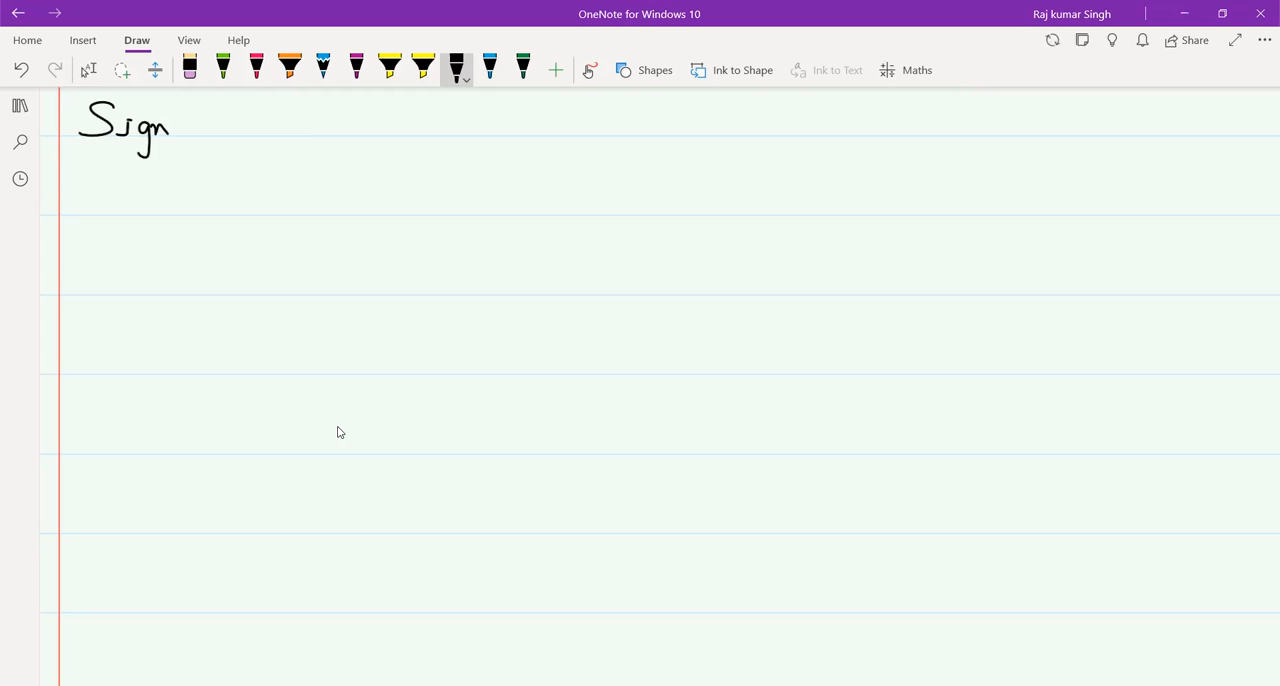 OneNote for Windows 10
Raj kumar Singh
Home Insert Draw View Help
Share
Shapes Ink to Shape Ink to Text Maths
Sign